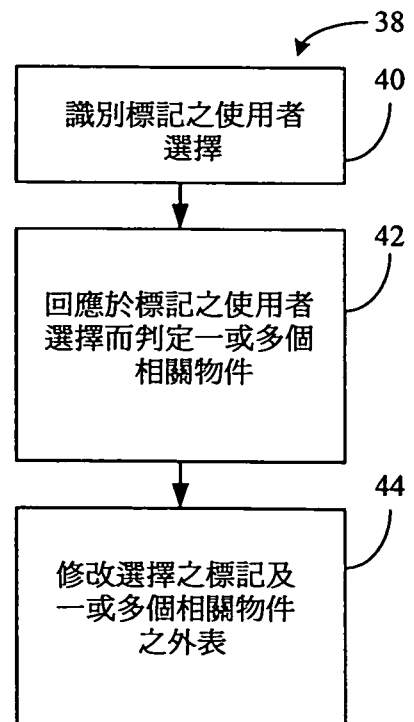 38
40
識別標記之使用者
選擇
42
回應於標記之使用者
選擇而判定一或多個
相關物件
44
修改選擇之標記及
一或多個相關物件
之外表